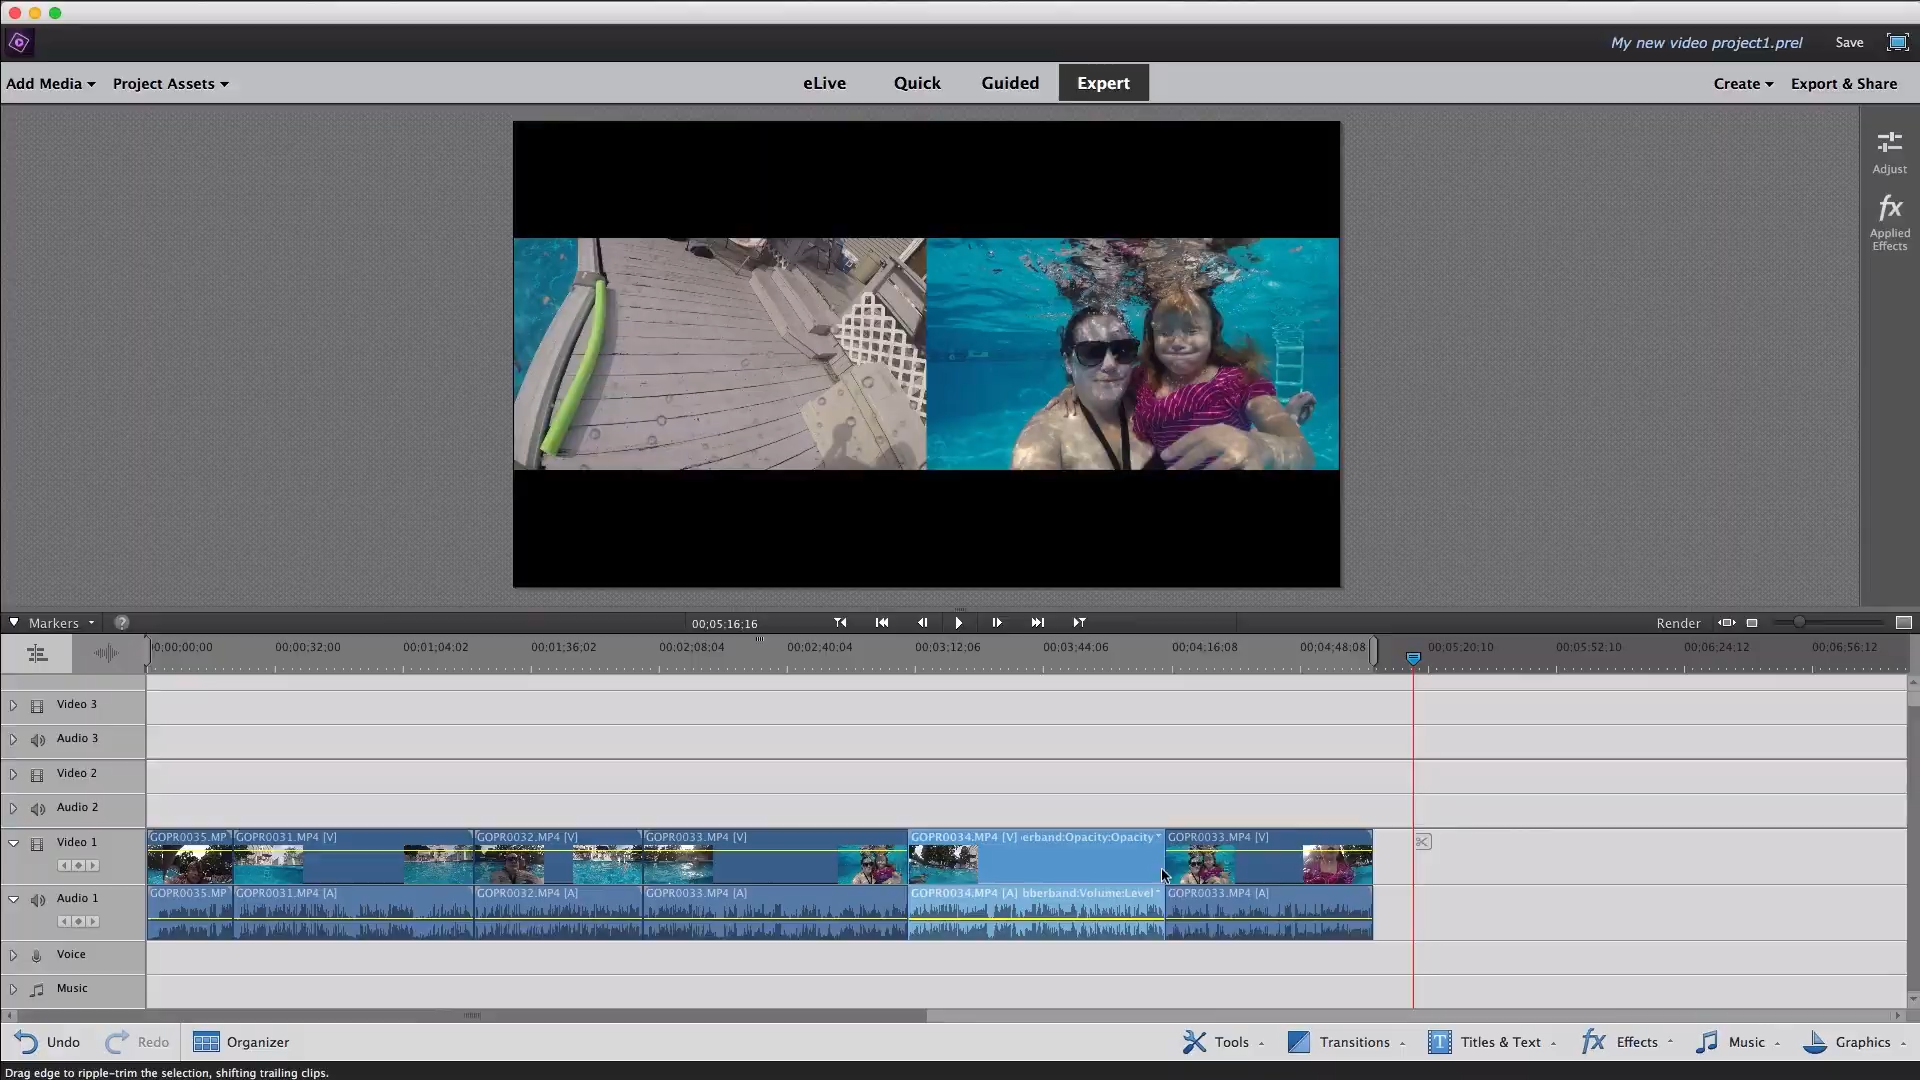 My new video project1.prel Save
Add Media Project Assets eLive Quick Guided Expert Create Export & Share
Adjust
fx
Applied
Effects
Markers ? 00;05;16;16 Render
0;00;00;00 00;00;32;00 00;01;04;02 00;01;36;02 00;02;08;04 00;02;40;04 00;03;12;06 00;03;44;06 00;04;16;08 00;04;48;08 00;05;20;10 00;05;52;10 00;06;24;12 00;06;56;12
Video 3
Audio 3
Video 2
Audio 2
Video 1 GOPR0035.MP GOPR0031.MP4 [V] GOPR0032.MP4 [V] GOPR0033.MP4 [V] GOPR0034.MP4 [V] erband:Opacity:Opacity GOPR0033.MP4 [V]
Audio 1 GOPR0035.MP GOPR0031.MP4 [A] GOPR0032.MP4 [A] GOPR0033.MP4 [A] GOPR0034.MP4 [A] bberband:Volume:Level GOPR0033.MP4 [A]
Voice
Music
Undo Redo Organizer Tools Transitions T Titles & Text fx Effects Music Graphics
Drag edge to ripple-trim the selection, shifting trailing clips.